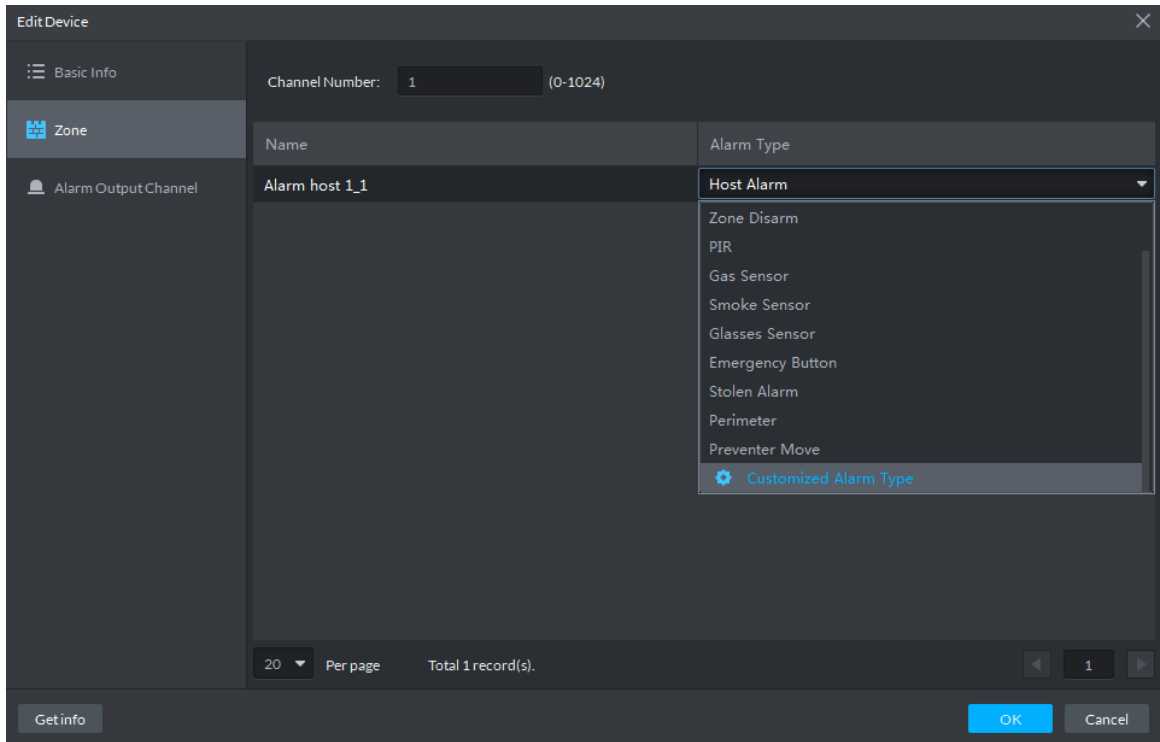 Edit Device
Basic Info
Zone
Alarm Output Channel
Channel Number: 1 (0-1024)
Name Alarm Type
Alarm host 1_1 Host Alarm
Zone Disarm
PIR
Gas Sensor
Smoke Sensor
Glasses Sensor
Emergency Button
Stolen Alarm
Perimeter
Preventer Move
Customized Alarm Type
20 Per page Total 1 record(s). 1
Get info OK Cancel